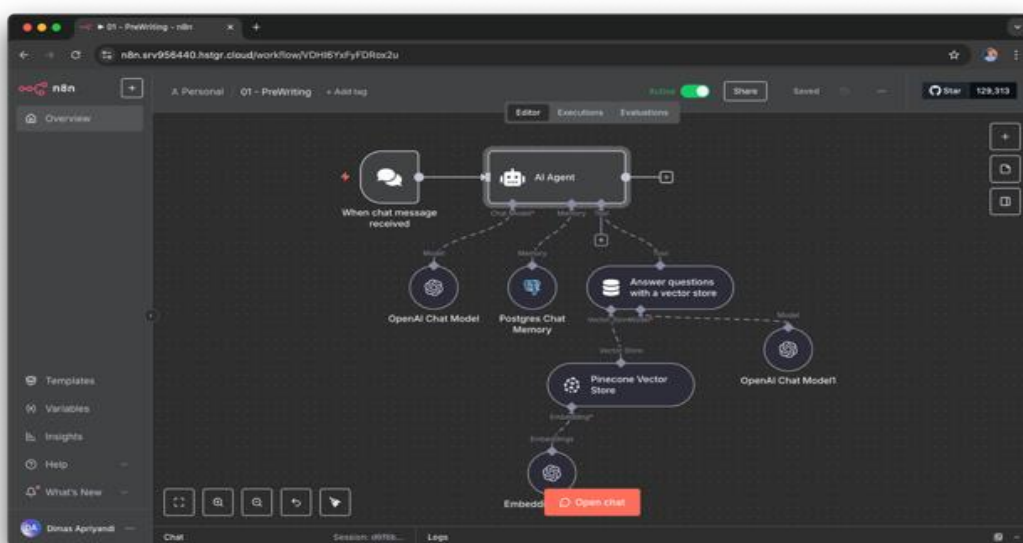 01 - PreWriting - n8n
n8n.srv956440.hstgr.cloud/workflow/
n8n
Personal / 01 - PreWriting + Add tag
Active
Share
Saved
Star 129,313
Overview
Editor Executions Evaluations
AI Agent
When chat message
received
Chat Model*
Memory
Tool
Model
Memory
Tool
OpenAI Chat Model
Postgres Chat
Memory
Answer questions
with a vector store
Model
OpenAI Chat Model1
Vector Store
Pinecone Vector
Store
Embedding*
Embeddings
Open chat
Templates
Variables
Insights
Help
What's New
DA
Dimas Apriyandi
Chat
Session:
Logs